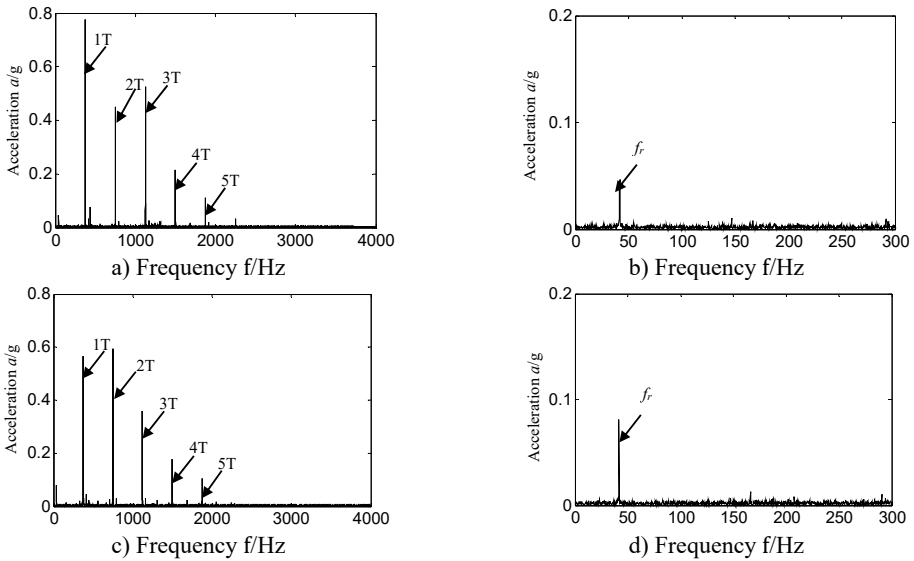 0.8
0.6
0.4
0.2
0
Acceleration a/g
1T
2T
3T
4T
5T
0 1000 2000 3000 4000
a) Frequency f/Hz
0.2
0.1
0
Acceleration a/g
fr
0 50 100 150 200 250 300
b) Frequency f/Hz
0.8
0.6
0.4
0.2
0
Acceleration a/g
1T
2T
3T
4T
5T
0 1000 2000 3000 4000
c) Frequency f/Hz
0.2
0.1
0
Acceleration a/g
fr
0 50 100 150 200 250 300
d) Frequency f/Hz